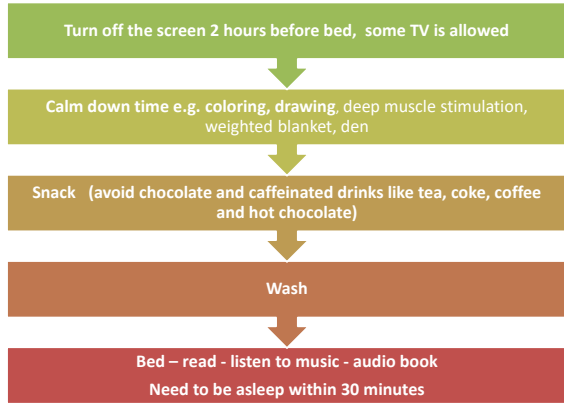 Turn off the screen 2 hours before bed, some TV is allowed
Calm down time e.g. coloring, drawing, deep muscle stimulation,
weighted blanket, den
Snack (avoid chocolate and caffeinated drinks like tea, coke, coffee
and hot chocolate)
Wash
Bed – read - listen to music - audio book
Need to be asleep within 30 minutes